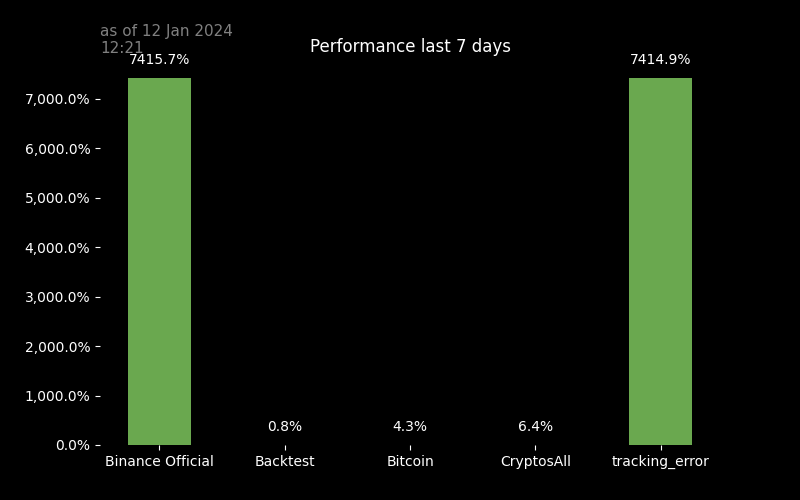 as of 12 Jan 2024
12:21
Performance last 7 days
7415.7%
7414.9%
7,000.0%
6,000.0%
5,000.0%
4,000.0%
3,000.0%
2,000.0%
1,000.0%
0.8%
4.3%
6.4%
0.0%
Binance Official
Backtest
Bitcoin
CryptosAll
tracking_error